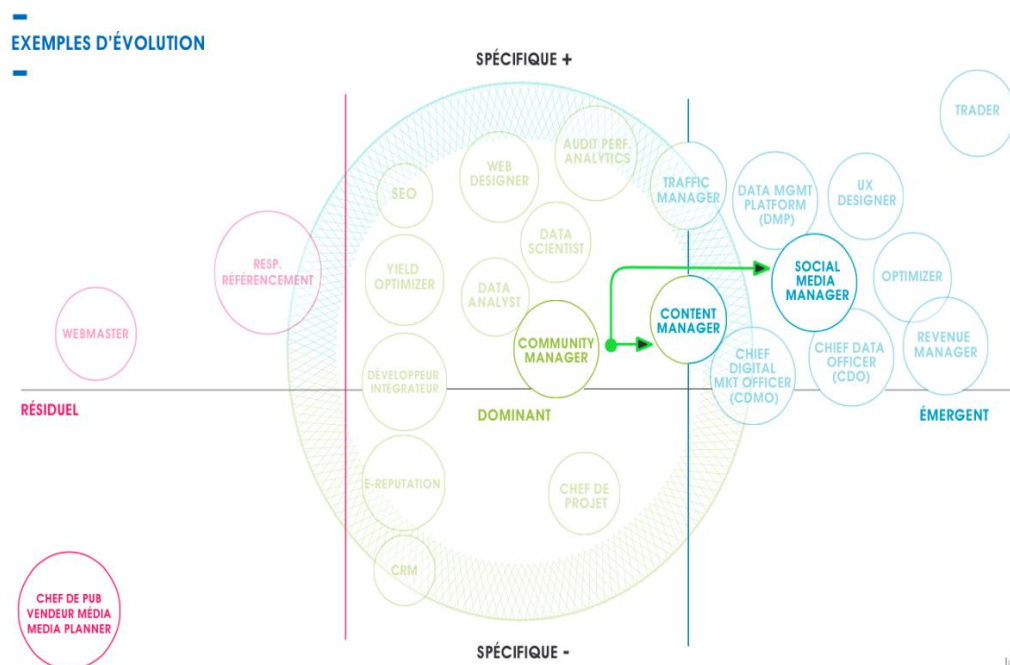 EXEMPLES D'ÉVOLUTION
SPÉCIFIQUE +
TRADER
AUDIT PERF.
ANALYTICS
WEB
DESIGNER
SEO
TRAFFIC
MANAGER
DATA MGMT
PLATFORM
(DMP)
UX
DESIGNER
DATA
SCIENTIST
RESP.
RÉFÉRENCEMENT
YIELD
OPTIMIZER
DATA
ANALYST
SOCIAL
MEDIA
MANAGER
OPTIMIZER
WEBMASTER
COMMUNITY
MANAGER
CONTENT
MANAGER
CHIEF
DIGITAL
MKT OFFICER
(CDMO)
CHIEF DATA
OFFICER
(CDO)
REVENUE
MANAGER
DÉVELOPPEUR
INTÉGRATEUR
RÉSIDUEL
DOMINANT
ÉMERGENT
E-REPUTATION
CHEF DE
PROJET
CRM
CHEF DE PUB
VENDEUR MÉDIA
MEDIA PLANNER
SPÉCIFIQUE -